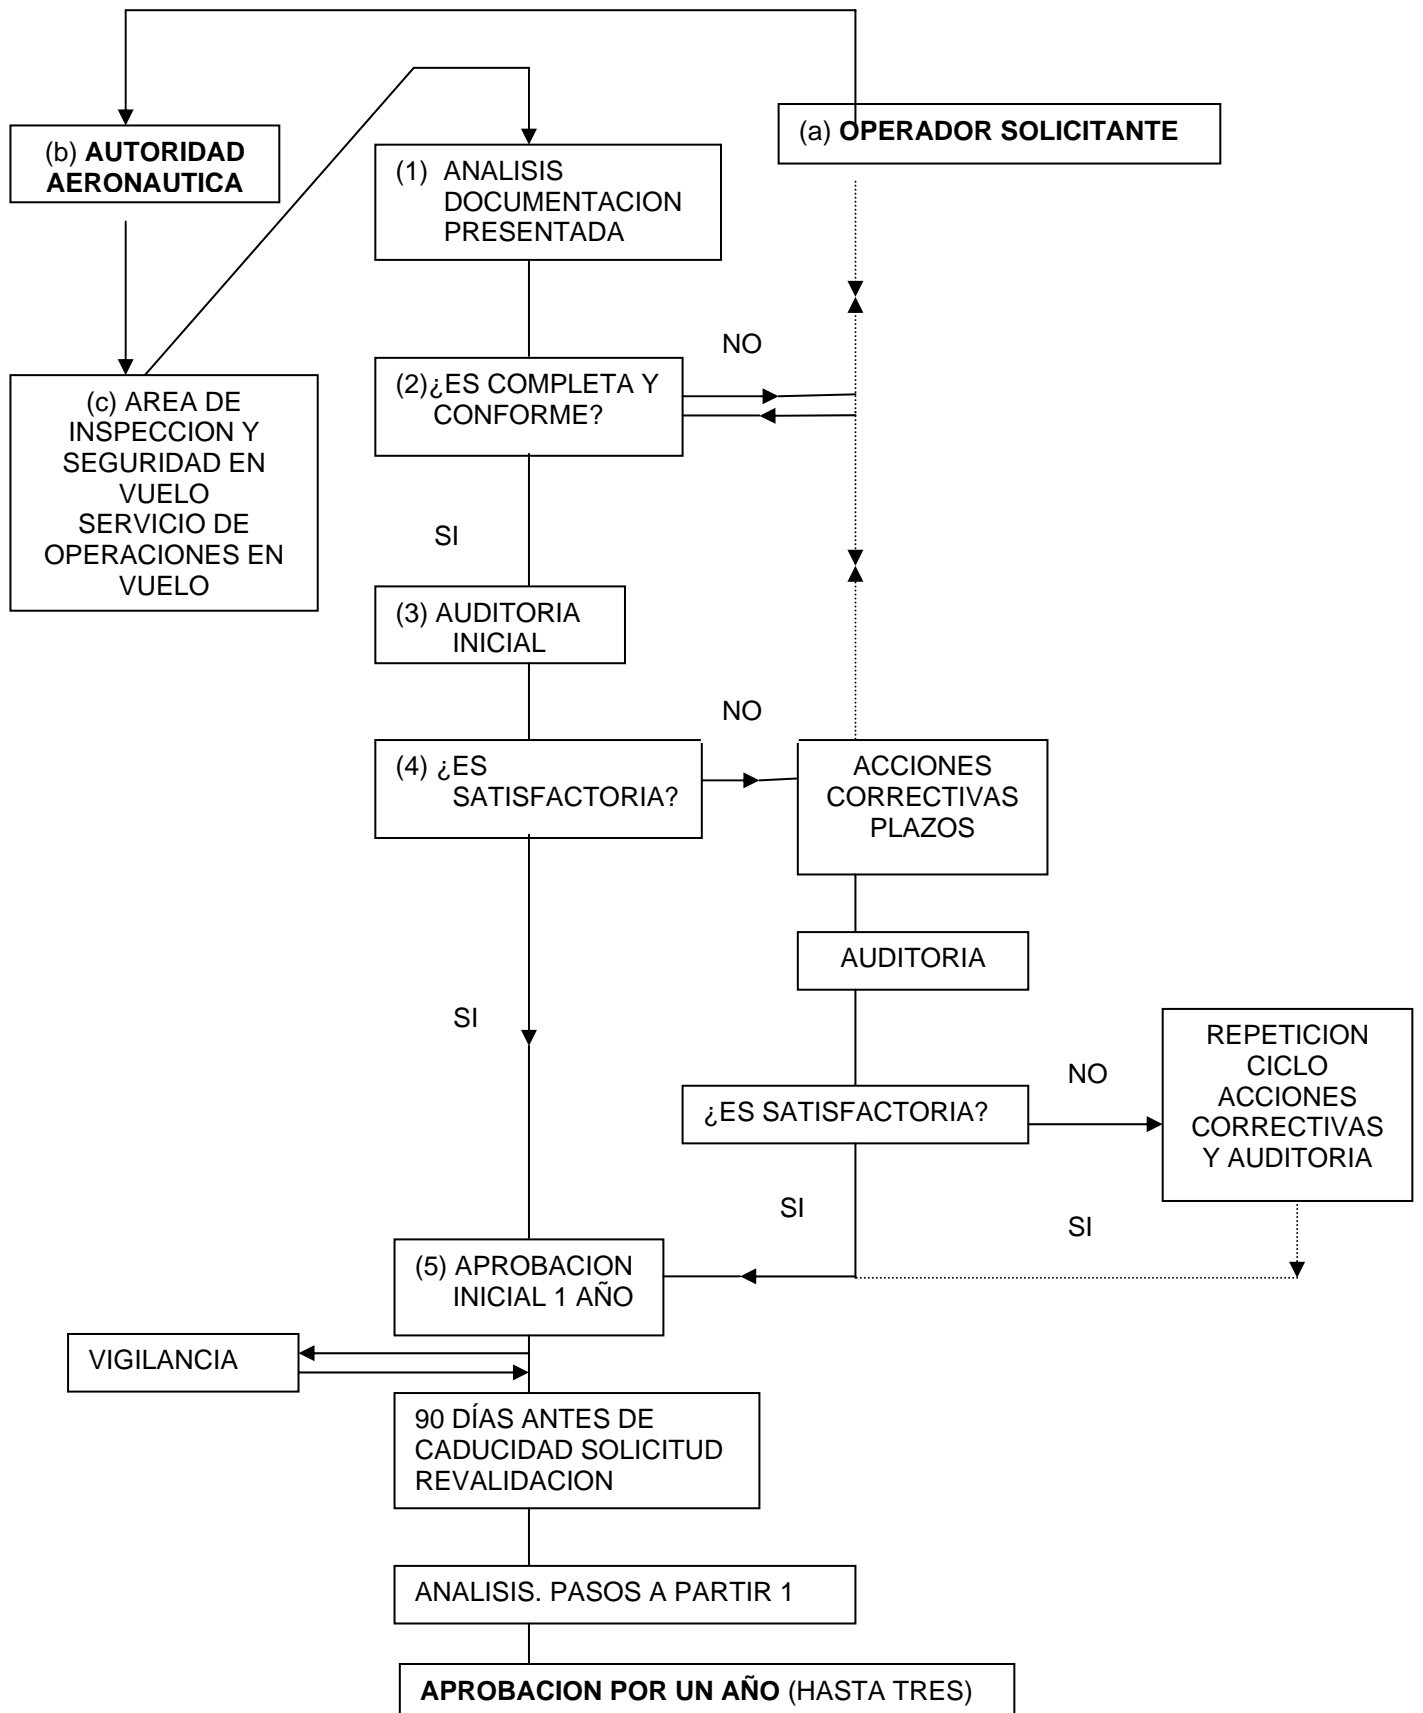 (a) OPERADOR SOLICITANTE
(b) AUTORIDAD
AERONAUTICA
(1) ANALISIS
DOCUMENTACION
PRESENTADA
NO
(2)¿ES COMPLETA Y
CONFORME?
(c) AREA DE
INSPECCION Y
SEGURIDAD EN
VUELO
SERVICIO DE
OPERACIONES EN
VUELO
SI
(3) AUDITORIA
INICIAL
NO
(4) ¿ES
SATISFACTORIA?
ACCIONES
CORRECTIVAS
PLAZOS
AUDITORIA
SI
REPETICION
CICLO
ACCIONES
CORRECTIVAS
Y AUDITORIA
NO
¿ES SATISFACTORIA?
SI
SI
(5) APROBACION
INICIAL 1 AÑO
VIGILANCIA
90 DÍAS ANTES DE
CADUCIDAD SOLICITUD
REVALIDACION
ANALISIS. PASOS A PARTIR 1
APROBACION POR UN AÑO (HASTA TRES)